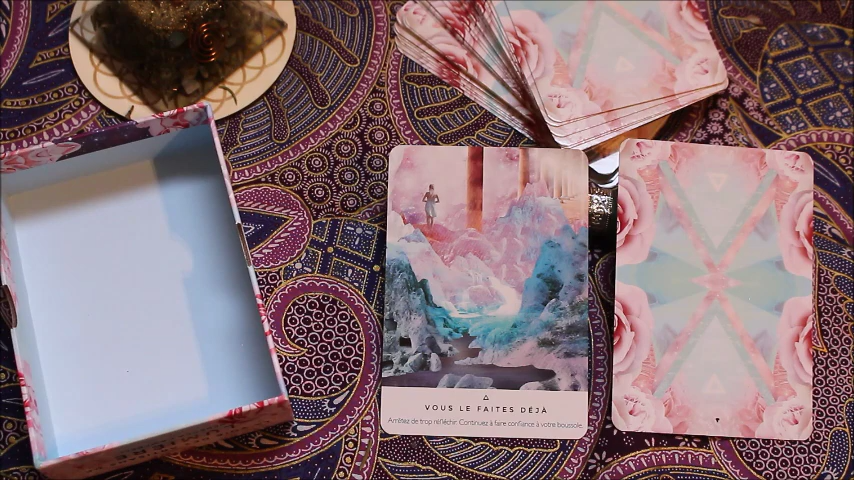 VOUS LE FAITES DÉJÀ
Arrêtez de trop réfléchir. Continuez à faire confiance à votre boussole.